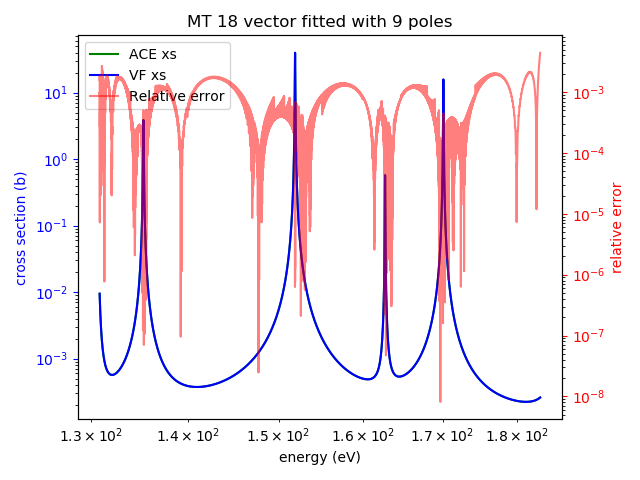 MT 18 vector fitted with 9 poles
ACE xs
VF xs
Relative error
10¹
10⁰
10⁻¹
10⁻²
10⁻³
cross section (b)
10⁻³
10⁻⁴
10⁻⁵
10⁻⁶
10⁻⁷
10⁻⁸
relative error
1.3 × 10² 1.4 × 10² 1.5 × 10² 1.6 × 10² 1.7 × 10² 1.8 × 10²
energy (eV)